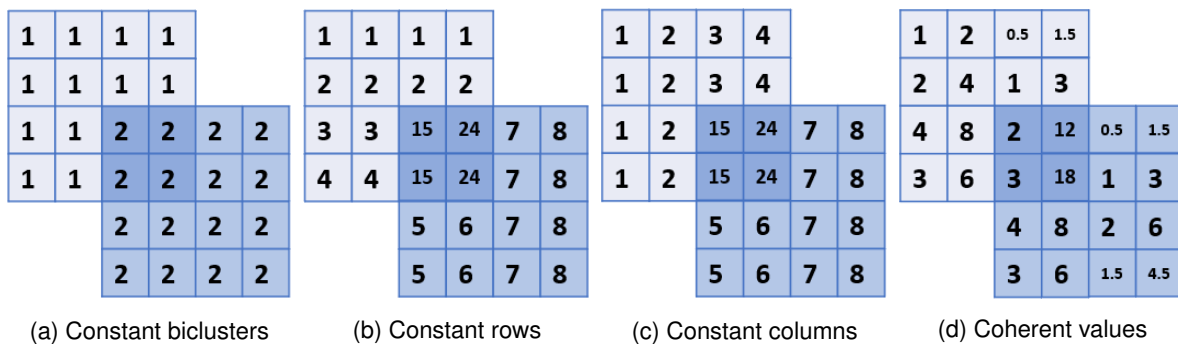 1 1 1 1
1 1 1 1
1 1 2 2 2 2
1 1 2 2 2 2
2 2 2 2
2 2 2 2
(a) Constant biclusters
1 1 1 1
2 2 2 2
3 3 15 24 7 8
4 4 15 24 7 8
5 6 7 8
5 6 7 8
(b) Constant rows
1 2 3 4
1 2 3 4
1 2 15 24 7 8
1 2 15 24 7 8
5 6 7 8
5 6 7 8
(c) Constant columns
1 2 0.5 1.5
2 4 1 3
4 8 2 12 0.5 1.5
3 6 3 18 1 3
4 8 2 6
3 6 1.5 4.5
(d) Coherent values